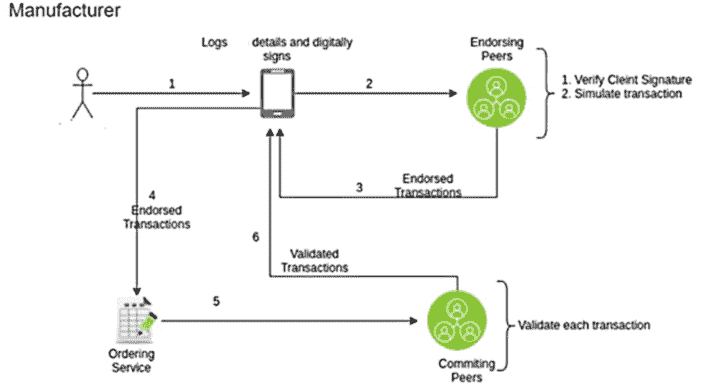 Manufacturer
Logs details and digitally
signs
Endorsing
Peers
1
2
1. Verify Cleint Signature
2. Simulate transaction
3
Endorsed
Transactions
4
Endorsed
Transactions
6
Validated
Transactions
5
Validate each transaction
Ordering
Service
Commiting
Peers